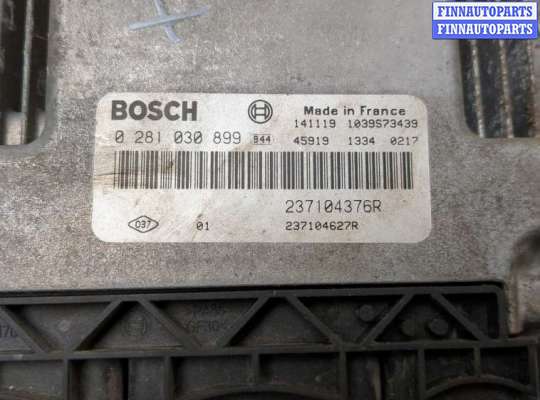 FINNAUTOPARTS
FINNAUTOPARTS
BOSCH Made in France
141119 1039S73439
0 281 030 899 844 45919 1334 0217
237104376R
037 01 237104627R